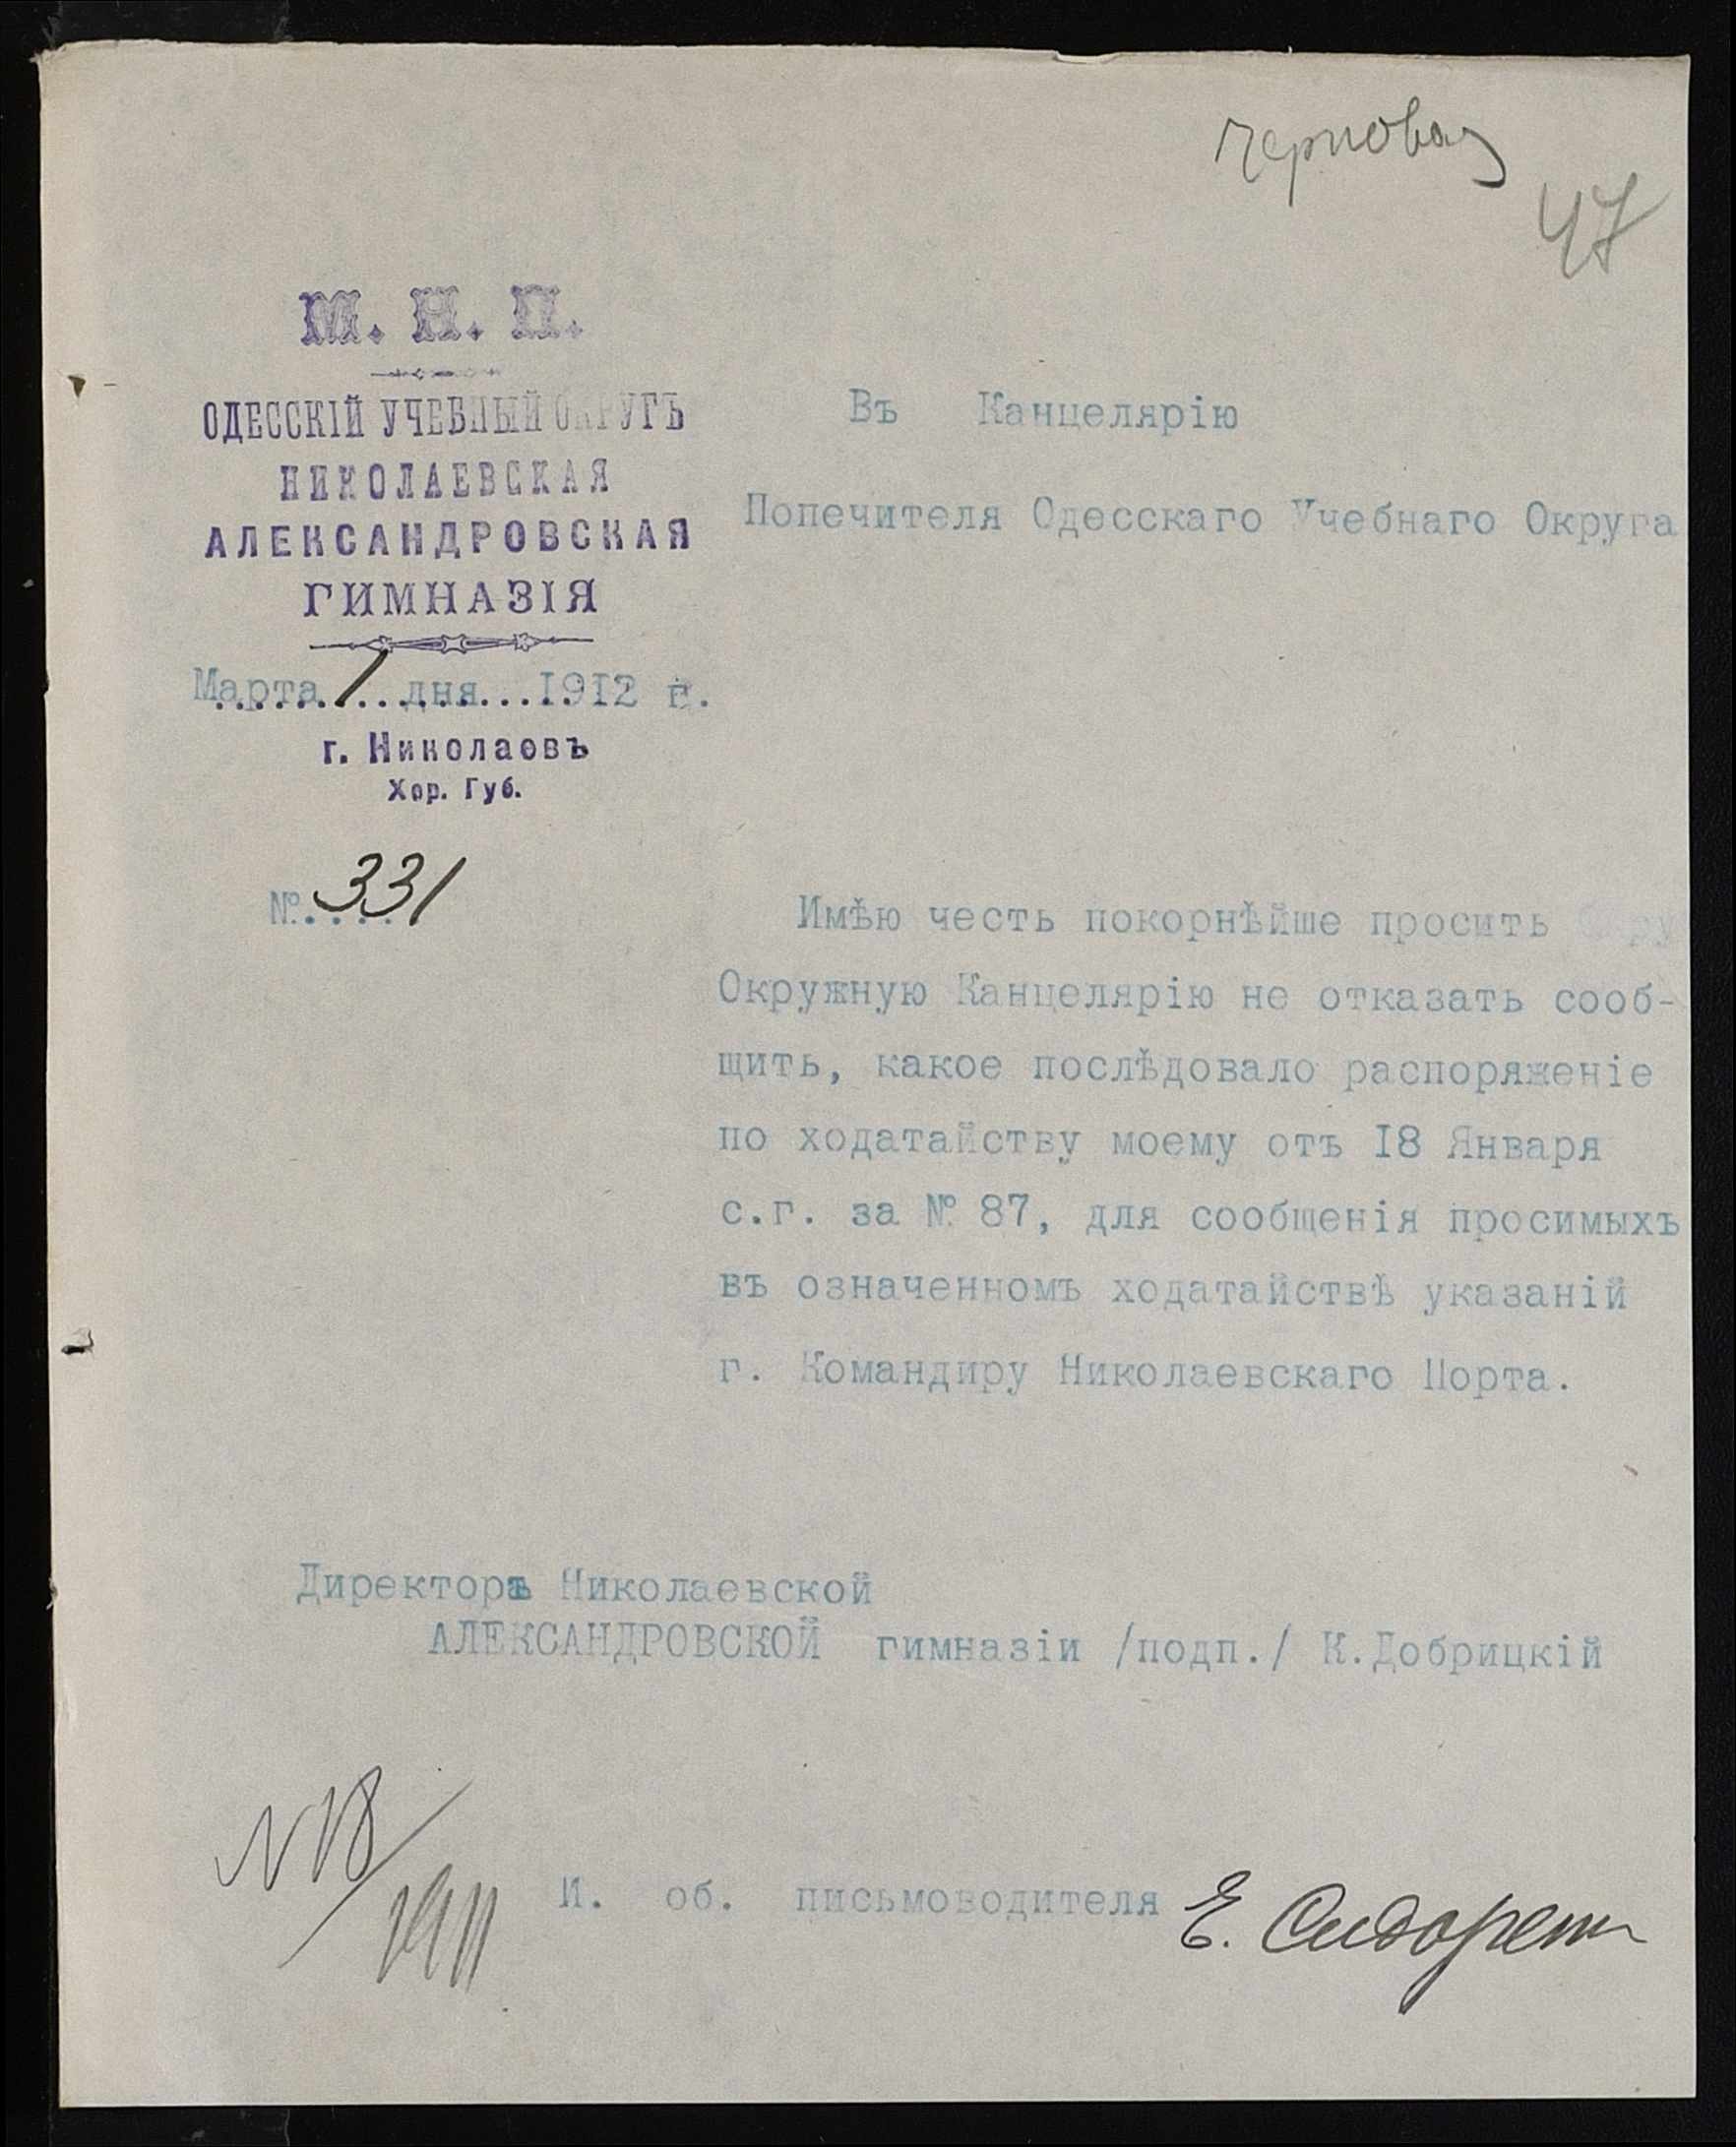 черновая
47
М. Н. П.
ОДЕССКІЙ УЧЕБНЫЙ ОКРУГЪ
НИКОЛАЕВСКАЯ
АЛЕКСАНДРОВСКАЯ
ГИМНАЗІЯ
Марта 1 дня 1912 г.
г. Николаевъ
Хер. Губ.
№ 331
Въ Канцелярію
Попечителя Одесскаго Учебнаго Округа
Имѣю честь покорнѣйше просить
Окружную Канцелярію не отказать сооб-
щить, какое послѣдовало распоряженіе
по ходатайству моему отъ 18 Января
с.г. за № 87, для сообщенія просимыхъ
въ означенномъ ходатайствѣ указаній
г. Командиру Николаевскаго Порта.
Директоръ Николаевской
АЛЕКСАНДРОВСКОЙ гимназіи /подп./ К.Добрицкій
N 18/
1911
И. об. письмоводителя Е.